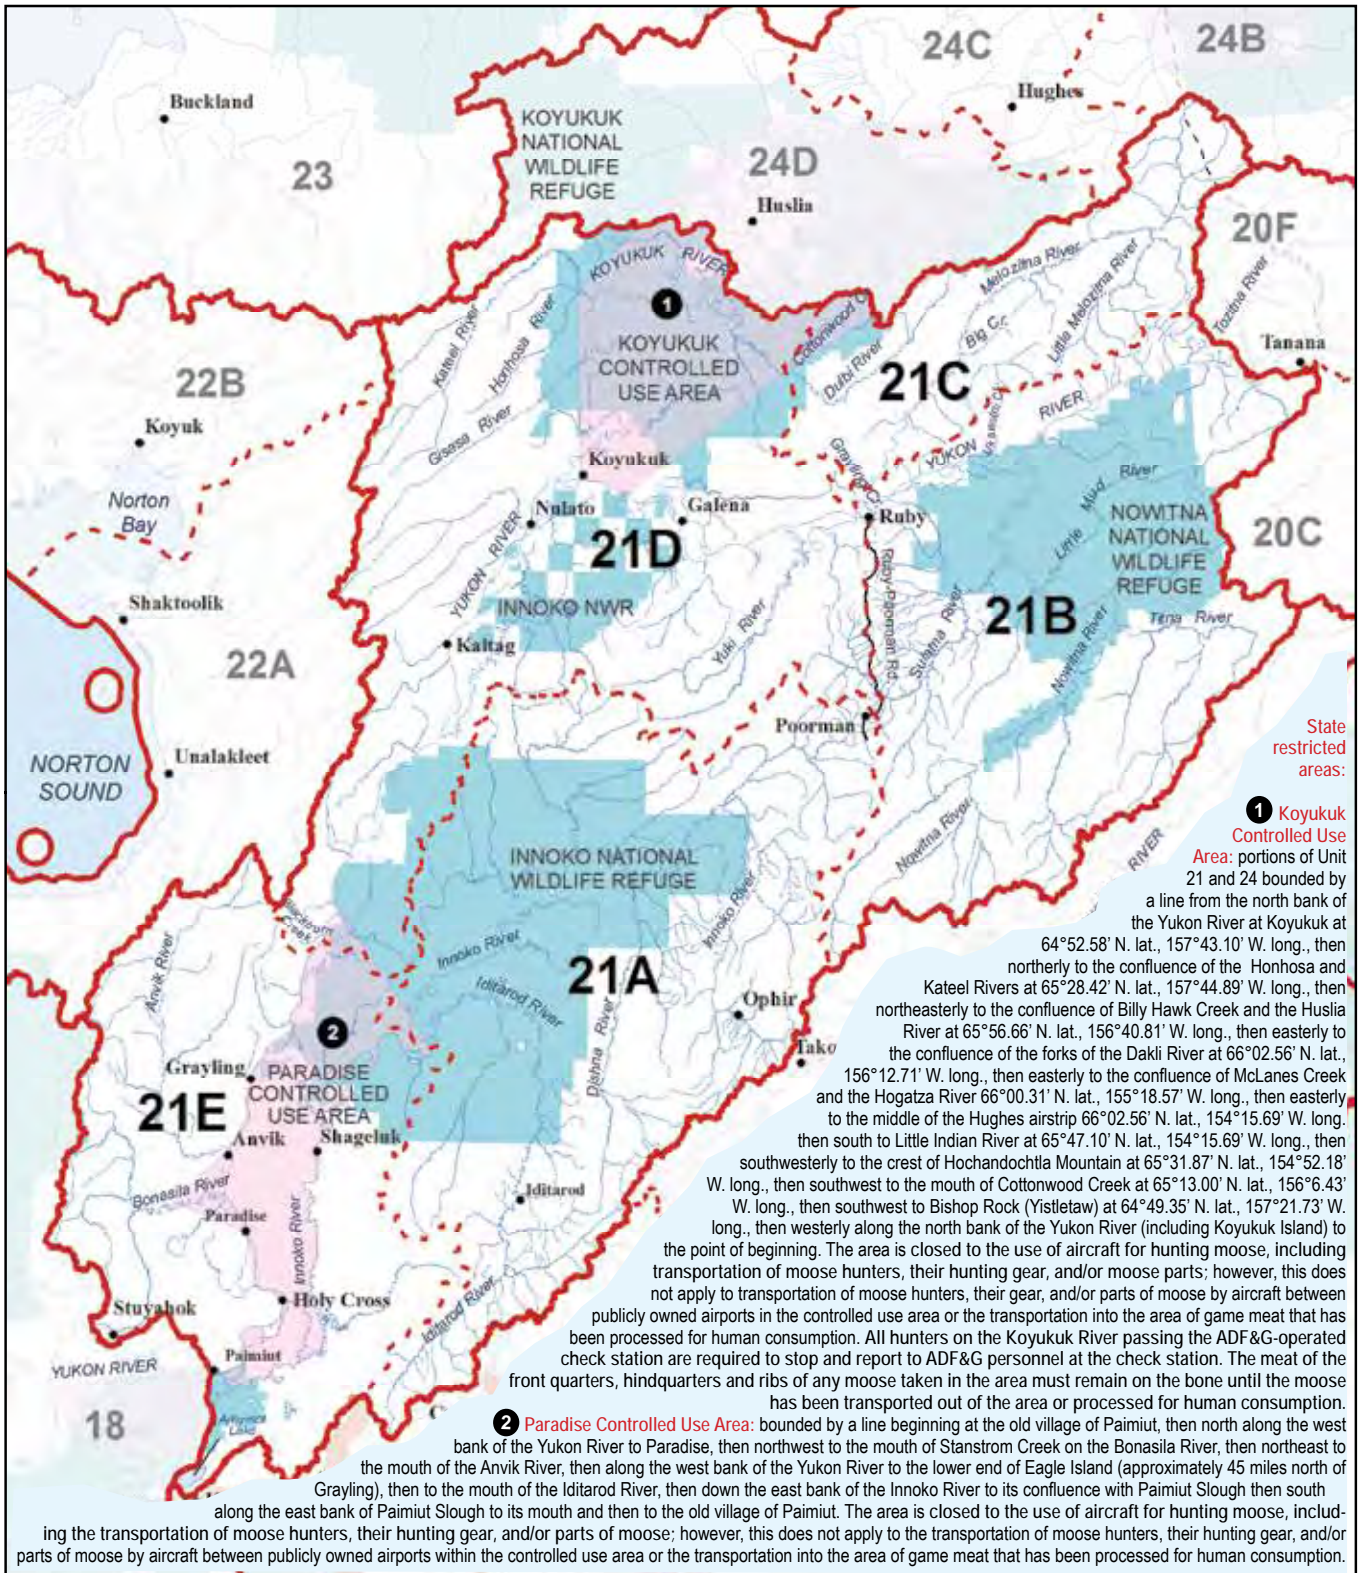 24C
24B
Hughes
Buckland
KOYUKUK
NATIONAL
WILDLIFE
REFUGE
24D
23
Huslia
20F
KOYUKUK RIVER
Melozitna River
Tozitna River
1
Kateel River
Honhosa River
Big Cr.
Little Melozitna River
KOYUKUK
CONTROLLED
USE AREA
Dulbi River
Tanana
22B
21C
Koyuk
Gisasa River
YUKON RIVER
Grayling Cr.
Koyukuk
Norton
Bay
Nulato
Galena
Ruby
Little Mud River
NOWITNA
NATIONAL
WILDLIFE
REFUGE
20C
21D
YUKON RIVER
Ruby-Poorman Rd.
Shaktoolik
INNOKO NWR
21B
Sulatna River
Nowitna River
Kaltag
Yuki River
22A
Poorman
Unalakleet
NORTON
SOUND
Nowitna River
RIVER
INNOKO NATIONAL
WILDLIFE REFUGE
Innoko River
Anvik River
Innoko River
21A
Iditarod River
Ophir
2
Dishna River
Tako
Grayling
PARADISE
CONTROLLED
USE AREA
21E
Anvik
Shageluk
Bonasila River
Iditarod
Paradise
Innoko River
Holy Cross
Iditarod River
Stuyahok
YUKON RIVER
Paimiut
18
State
restricted
areas:
1 Koyukuk
Controlled Use
Area: portions of Unit
21 and 24 bounded by
a line from the north bank of
the Yukon River at Koyukuk at
64°52.58' N. lat., 157°43.10' W. long., then
northerly to the confluence of the Honhosa and
Kateel Rivers at 65°28.42' N. lat., 157°44.89' W. long., then
northeasterly to the confluence of Billy Hawk Creek and the Huslia
River at 65°56.66' N. lat., 156°40.81' W. long., then easterly to
the confluence of the forks of the Dakli River at 66°02.56' N. lat.,
156°12.71' W. long., then easterly to the confluence of McLanes Creek
and the Hogatza River 66°00.31' N. lat., 155°18.57' W. long., then easterly
to the middle of the Hughes airstrip 66°02.56' N. lat., 154°15.69' W. long.
then south to Little Indian River at 65°47.10' N. lat., 154°15.69' W. long., then
southwesterly to the crest of Hochandochtla Mountain at 65°31.87' N. lat., 154°52.18'
W. long., then southwest to the mouth of Cottonwood Creek at 65°13.00' N. lat., 156°6.43'
W. long., then southwest to Bishop Rock (Yistletaw) at 64°49.35' N. lat., 157°21.73' W.
long., then westerly along the north bank of the Yukon River (including Koyukuk Island) to
the point of beginning. The area is closed to the use of aircraft for hunting moose, including
transportation of moose hunters, their hunting gear, and/or moose parts; however, this does
not apply to transportation of moose hunters, their gear, and/or parts of moose by aircraft between
publicly owned airports in the controlled use area or the transportation into the area of game meat that has
been processed for human consumption. All hunters on the Koyukuk River passing the ADF&G-operated
check station are required to stop and report to ADF&G personnel at the check station. The meat of the
front quarters, hindquarters and ribs of any moose taken in the area must remain on the bone until the moose
has been transported out of the area or processed for human consumption.
2 Paradise Controlled Use Area: bounded by a line beginning at the old village of Paimiut, then north along the west
bank of the Yukon River to Paradise, then northwest to the mouth of Stanstrom Creek on the Bonasila River, then northeast to
the mouth of the Anvik River, then along the west bank of the Yukon River to the lower end of Eagle Island (approximately 45 miles north of
Grayling), then to the mouth of the Iditarod River, then down the east bank of the Innoko River to its confluence with Paimiut Slough then south
along the east bank of Paimiut Slough to its mouth and then to the old village of Paimiut. The area is closed to the use of aircraft for hunting moose, includ-
ing the transportation of moose hunters, their hunting gear, and/or parts of moose; however, this does not apply to the transportation of moose hunters, their hunting gear, and/or
parts of moose by aircraft between publicly owned airports within the controlled use area or the transportation into the area of game meat that has been processed for human consumption.